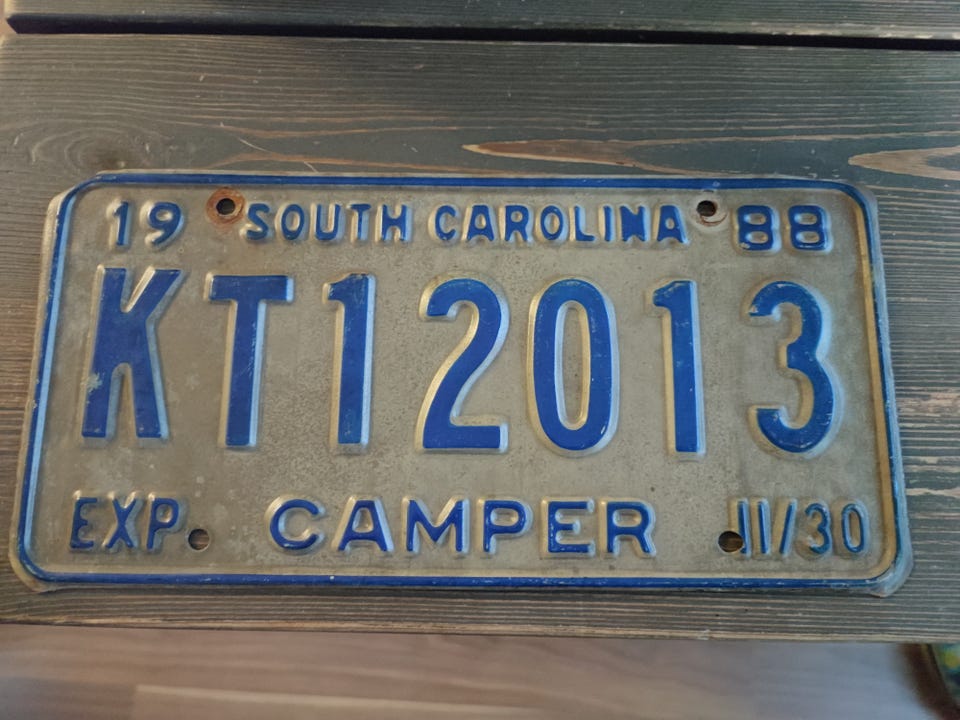 19 SOUTH CAROLINA 88
KT12013
EXP. CAMPER 11/30